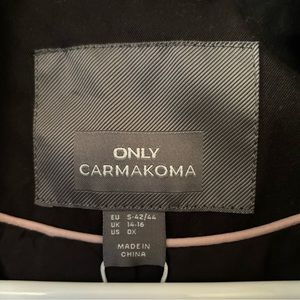 ONLY
CARMAKOMA
EU S-42/44
UK 14-16
US 0X
MADE IN
CHINA